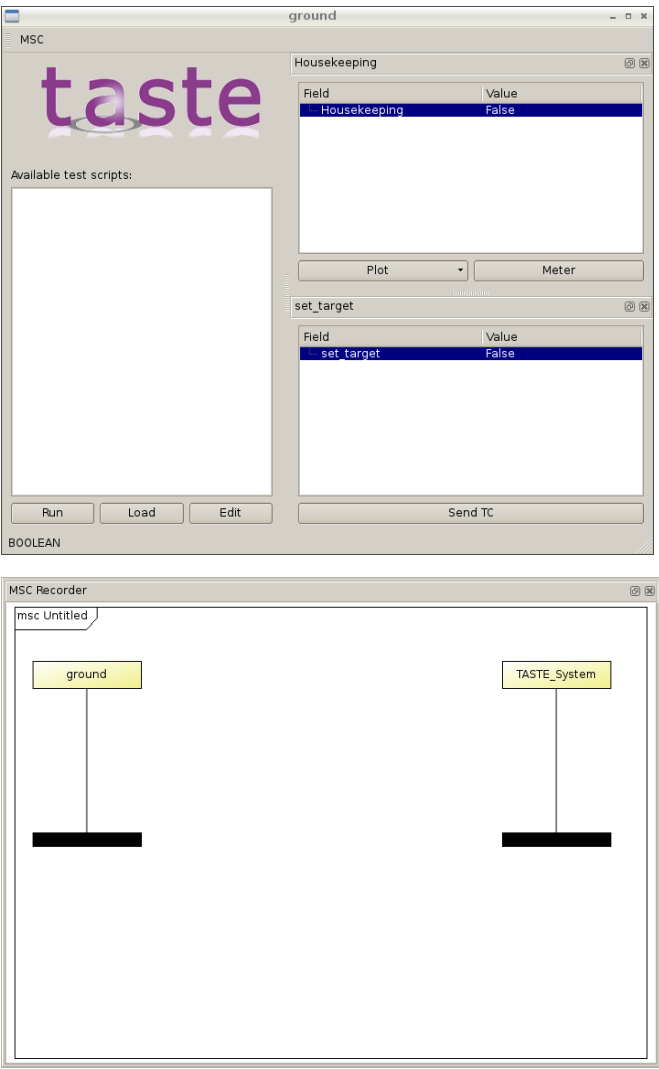 ground
MSC
taste
Available test scripts:
Run Load Edit
BOOLEAN
Housekeeping
Field Value
Housekeeping False
Plot Meter
set_target
Field Value
set_target False
Send TC
MSC Recorder
msc Untitled
ground TASTE_System